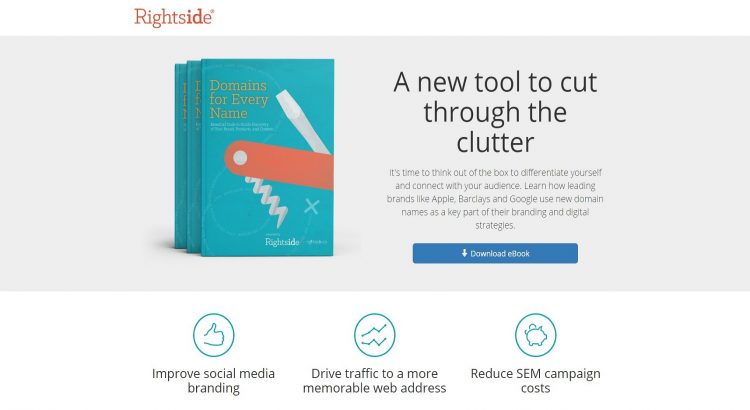 Rightside®
Domains
for Every
Name
A new tool to cut
through the
clutter
It's time to think out of the box to differentiate yourself
and connect with your audience. Learn how leading
brands like Apple, Barclays and Google use new domain
names as a key part of their branding and digital
strategies.
Rightside
Download eBook
Improve social media
branding
Drive traffic to a more
memorable web address
Reduce SEM campaign
costs